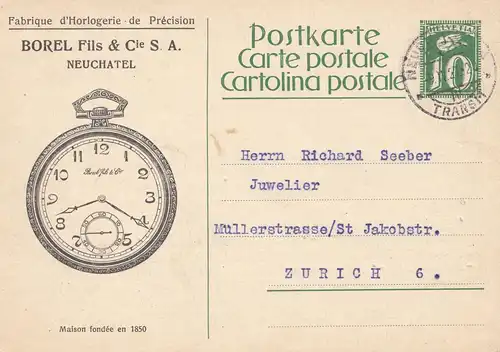 Fabrique d'Horlogerie de Précision
BOREL Fils & Cie S. A.
NEUCHATEL
12
1
2
3
4
5
7
8
9
10
11
Borel fils & Cie
Maison fondée en 1850
Postkarte
Carte postale
Cartolina postale
HELVETIA
10
TRANSIT
Herrn Richard Seeber
Juwelier
Müllerstrasse/St Jakobstr.
ZURICH 6.